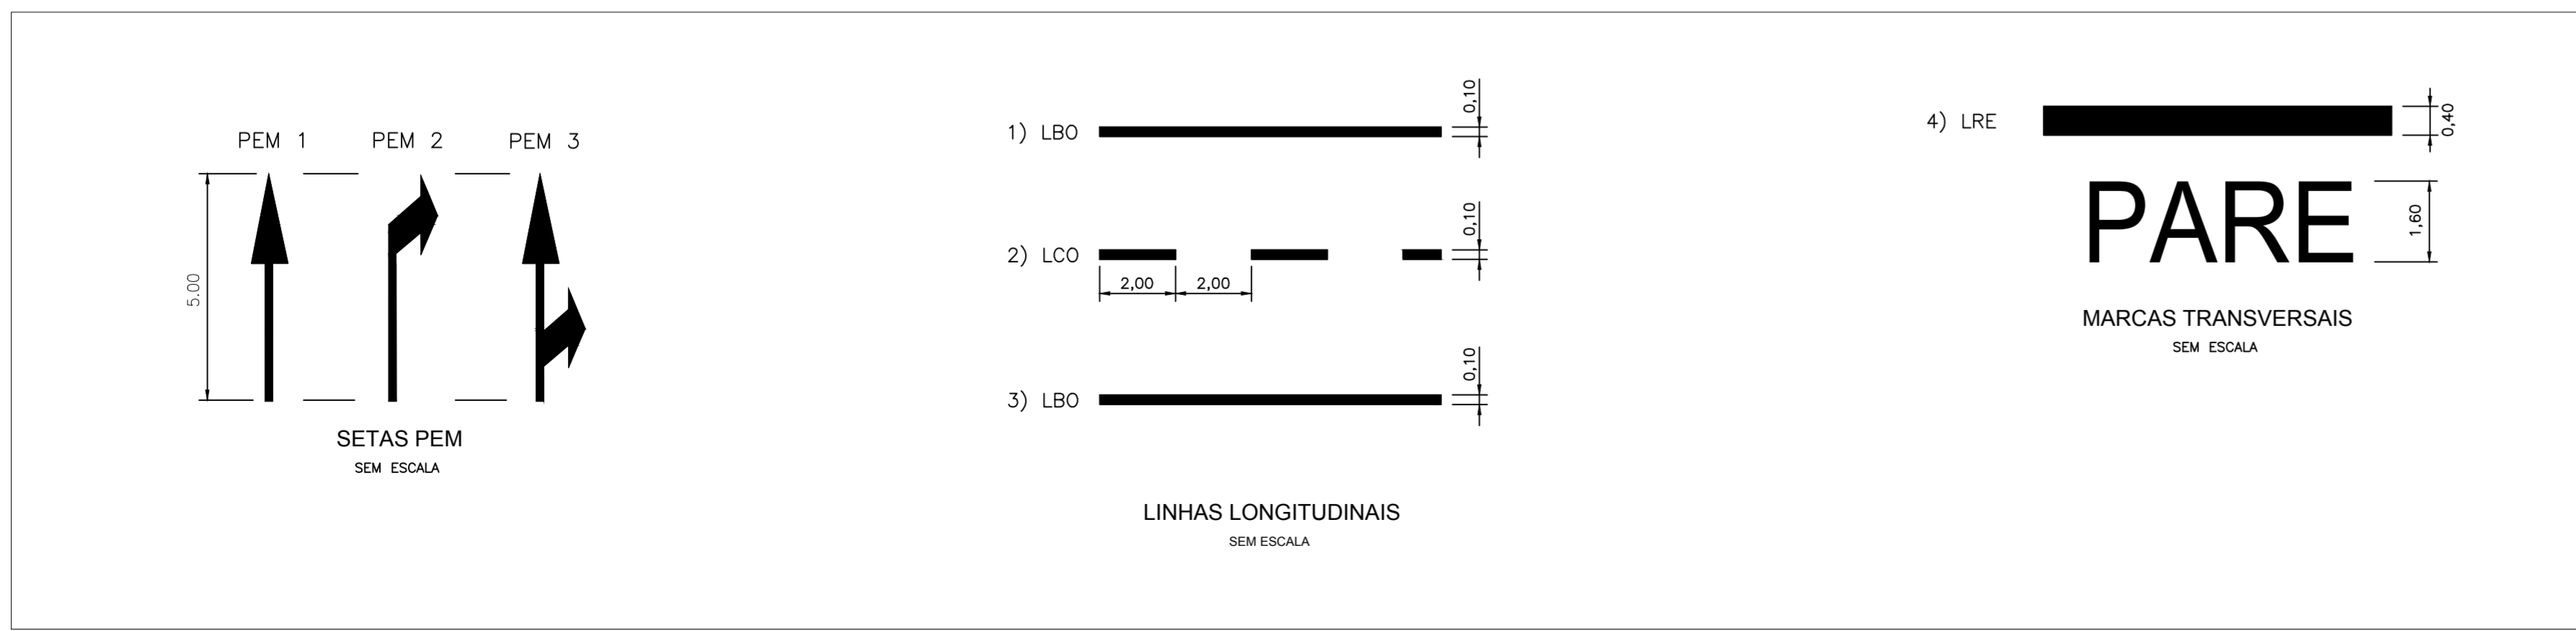 PEM 1
PEM 2
PEM 3
5.00
SETAS PEM
SEM ESCALA
1) LBO
0,10
2) LCO
0,10
2,00
2,00
3) LBO
0,10
LINHAS LONGITUDINAIS
SEM ESCALA
4) LRE
0,40
PARE
1,60
MARCAS TRANSVERSAIS
SEM ESCALA